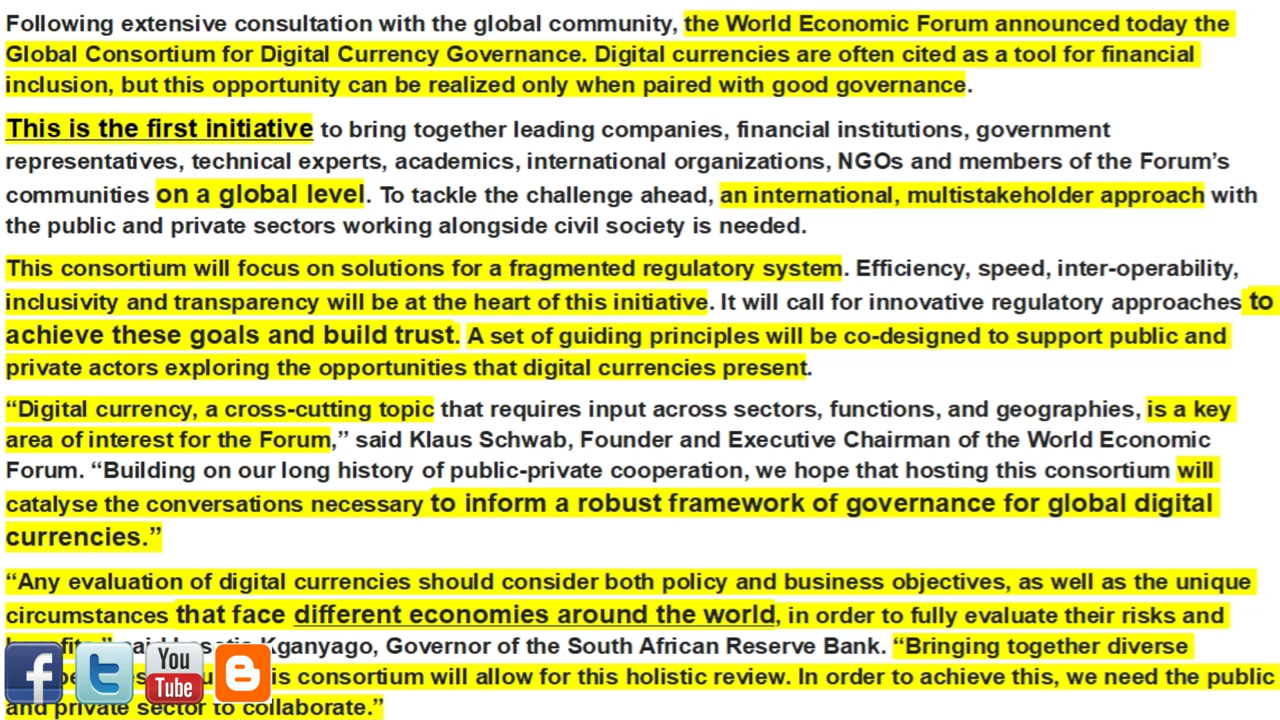 Following extensive consultation with the global community, the World Economic Forum announced today the
Global Consortium for Digital Currency Governance. Digital currencies are often cited as a tool for financial
inclusion, but this opportunity can be realized only when paired with good governance.
This is the first initiative to bring together leading companies, financial institutions, government
representatives, technical experts, academics, international organizations, NGOs and members of the Forum’s
communities on a global level. To tackle the challenge ahead, an international, multistakeholder approach with
the public and private sectors working alongside civil society is needed.
This consortium will focus on solutions for a fragmented regulatory system. Efficiency, speed, inter-operability,
inclusivity and transparency will be at the heart of this initiative. It will call for innovative regulatory approaches to
achieve these goals and build trust. A set of guiding principles will be co-designed to support public and
private actors exploring the opportunities that digital currencies present.
“Digital currency, a cross-cutting topic that requires input across sectors, functions, and geographies, is a key
area of interest for the Forum,” said Klaus Schwab, Founder and Executive Chairman of the World Economic
Forum. “Building on our long history of public-private cooperation, we hope that hosting this consortium will
catalyse the conversations necessary to inform a robust framework of governance for global digital
currencies.”
“Any evaluation of digital currencies should consider both policy and business objectives, as well as the unique
circumstances that face different economies around the world, in order to fully evaluate their risks and
Kganyago, Governor of the South African Reserve Bank. “Bringing together diverse
consortium will allow for this holistic review. In order to achieve this, we need the public
and private sector to collaborate.”
You
Tube